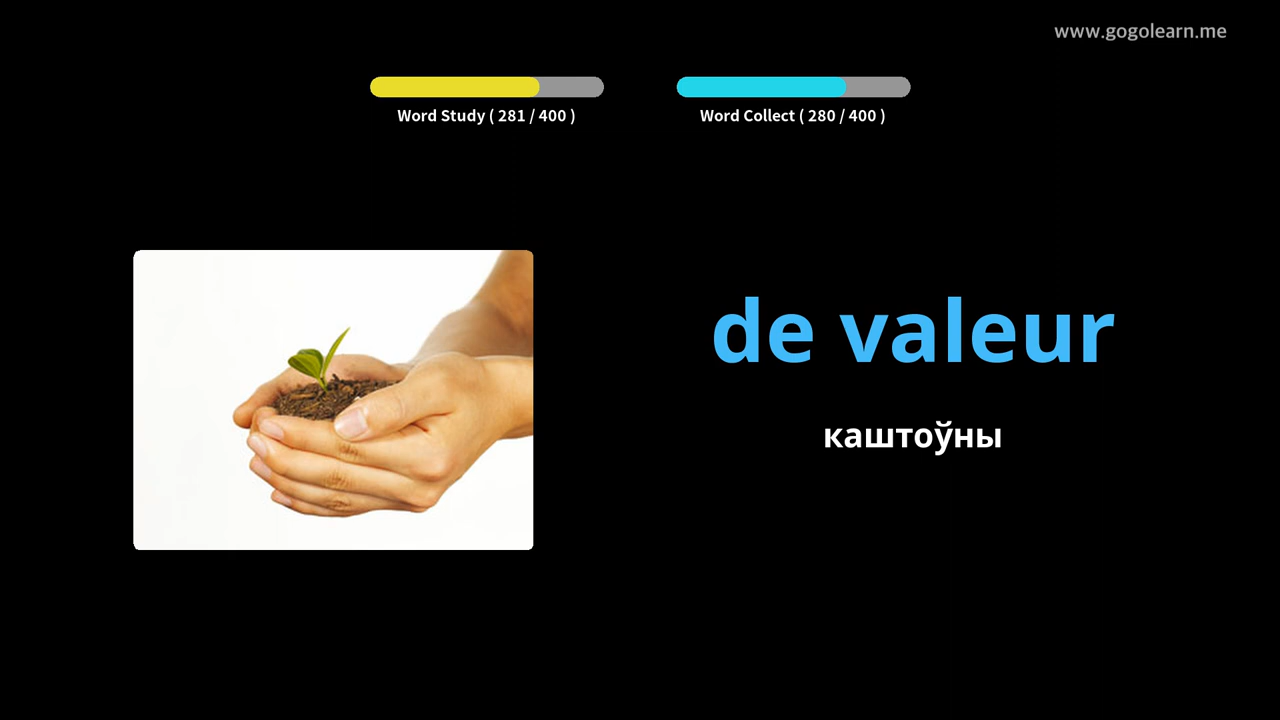 www.gogolearn.me
Word Study ( 281 / 400 )
Word Collect ( 280 / 400 )
de valeur
каштоўны